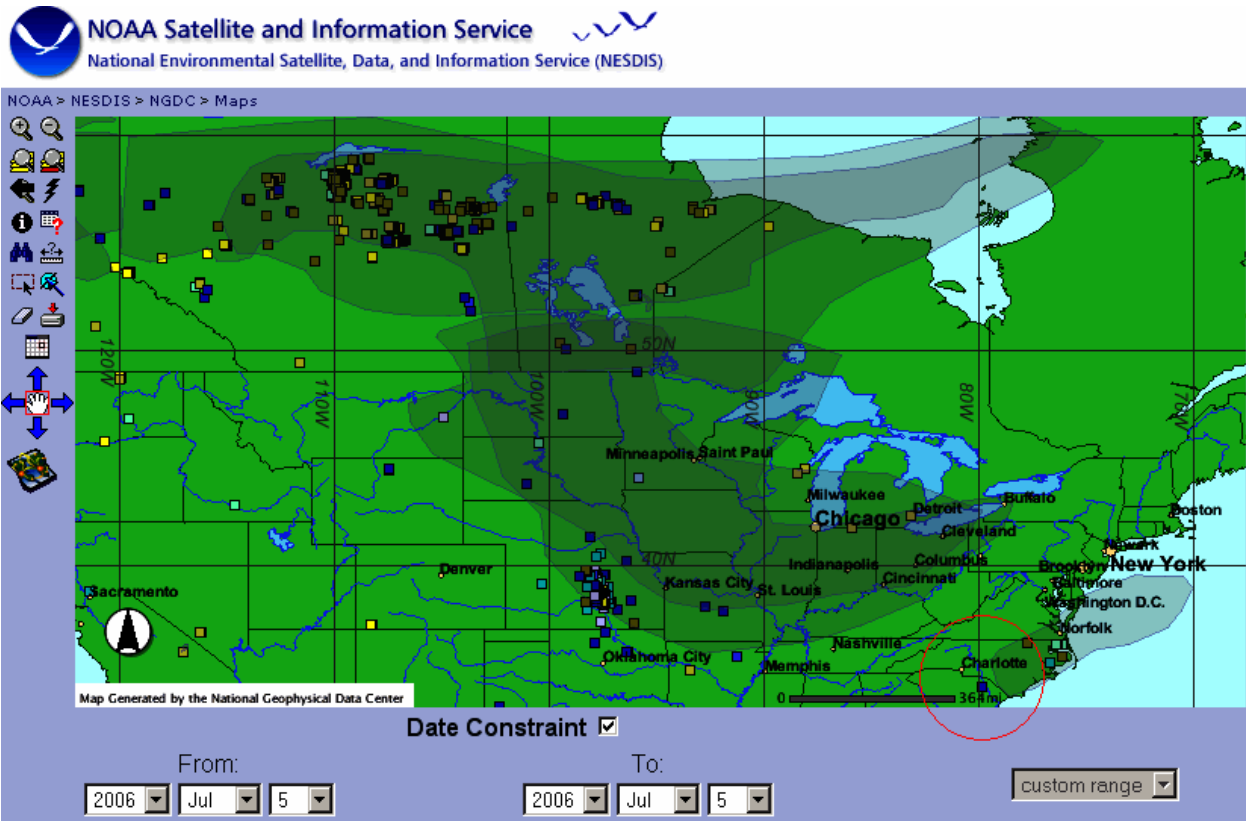 NOAA Satellite and Information Service
National Environmental Satellite, Data, and Information Service (NESDIS)
NOAA > NESDIS > NGDC > Maps
120W
110W
100W
50N
90W
80W
70W
Minneapolis Saint Paul
Milwaukee
Chicago
Detroit
Buffalo
Boston
Cleveland
40N
Denver
Indianapolis
Columbus
Newark
Brooklyn New York
Sacramento
Kansas City
St. Louis
Cincinnati
Baltimore
Washington D.C.
Norfolk
Nashville
Oklahoma City
Memphis
Charlotte
0
Map Generated by the National Geophysical Data Center
Date Constraint
From:
To:
2006 Jul 5
2006 Jul 5
custom range